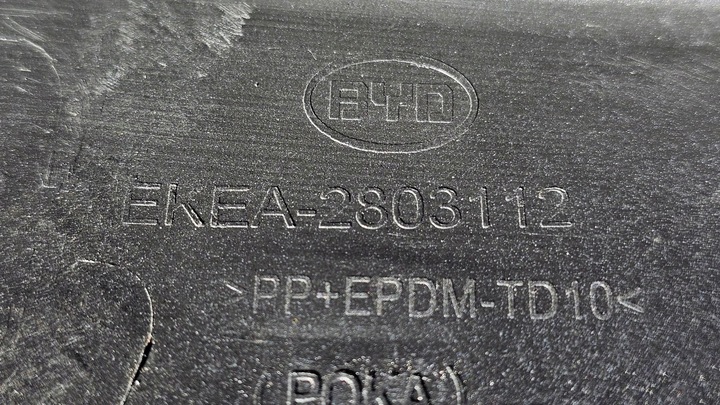 BYD
EKEA-2803112
>PP+EPDM-TD10<